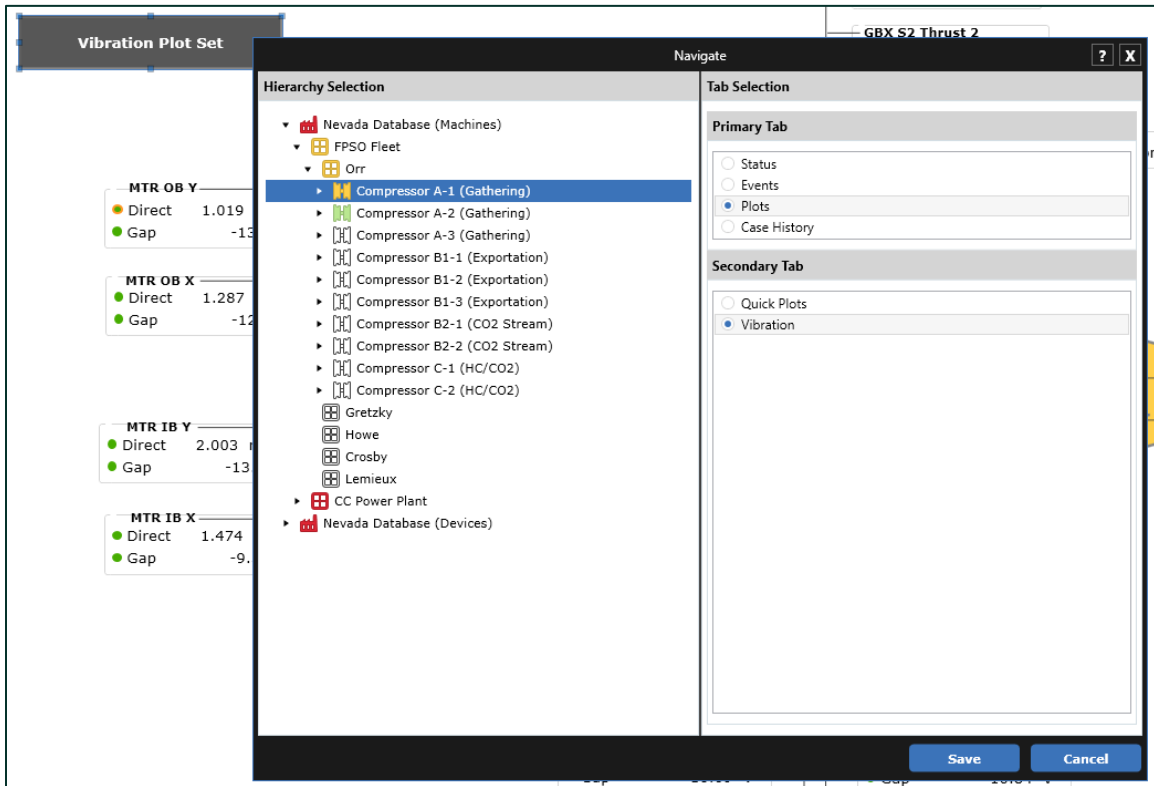 Vibration Plot Set
GBX S2 Thrust 2
Navigate
? X
Hierarchy Selection
Nevada Database (Machines)
FPSO Fleet
Orr
Compressor A-1 (Gathering)
Compressor A-2 (Gathering)
Compressor A-3 (Gathering)
Compressor B1-1 (Exportation)
Compressor B1-2 (Exportation)
Compressor B1-3 (Exportation)
Compressor B2-1 (CO2 Stream)
Compressor B2-2 (CO2 Stream)
Compressor C-1 (HC/CO2)
Compressor C-2 (HC/CO2)
Gretzky
Howe
Crosby
Lemieux
CC Power Plant
Nevada Database (Devices)
Tab Selection
Primary Tab
Status
Events
Plots
Case History
Secondary Tab
Quick Plots
Vibration
Save Cancel
MTR OB Y
Direct 1.019
Gap -13
MTR OB X
Direct 1.287
Gap -12
MTR IB Y
Direct 2.003
Gap -13.
MTR IB X
Direct 1.474
Gap -9.